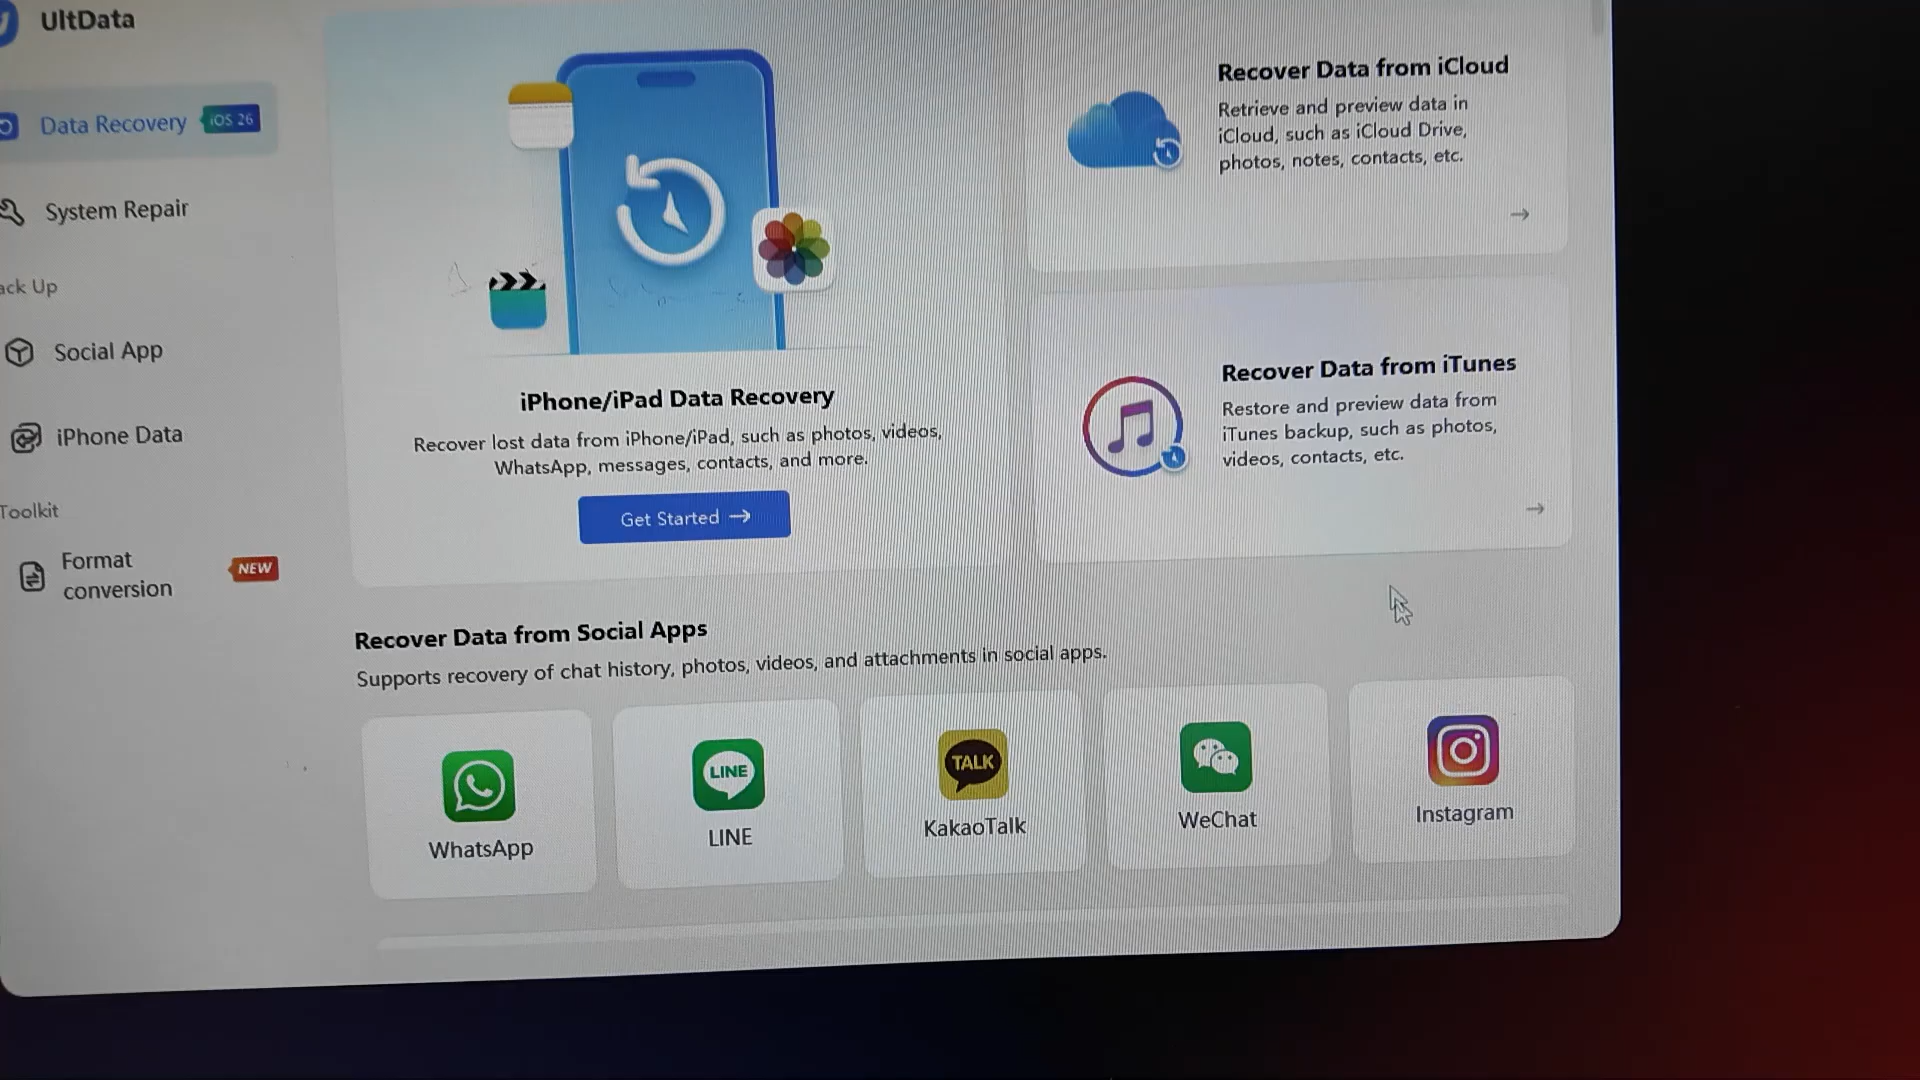 UltData
Data Recovery
iOS 26
System Repair
ack Up
Social App
iPhone Data
Toolkit
Format
conversion
NEW
iPhone/iPad Data Recovery
Recover lost data from iPhone/iPad, such as photos, videos,
WhatsApp, messages, contacts, and more.
Get Started
Recover Data from iCloud
Retrieve and preview data in
iCloud, such as iCloud Drive,
photos, notes, contacts, etc.
Recover Data from iTunes
Restore and preview data from
iTunes backup, such as photos,
videos, contacts, etc.
Recover Data from Social Apps
Supports recovery of chat history, photos, videos, and attachments in social apps.
WhatsApp
LINE
LINE
TALK
KakaoTalk
WeChat
Instagram